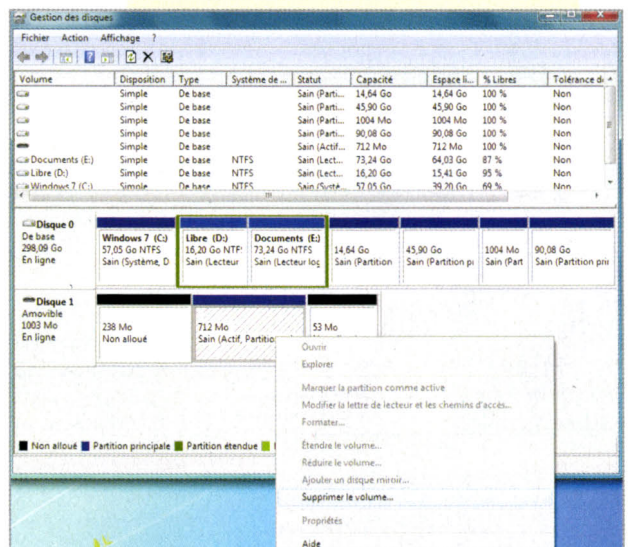 Gestion des disques
Fichier Action Affichage ?
Volume Disposition Type Système de ... Statut Capacité Espace li... % Libres Tolérance de
Simple De base Sain (Parti... 14,64 Go 14,64 Go 100 % Non
Simple De base Sain (Parti... 45,90 Go 45,90 Go 100 % Non
Simple De base Sain (Parti... 1004 Mo 1004 Mo 100 % Non
Simple De base Sain (Parti... 90,08 Go 90,08 Go 100 % Non
Simple De base Sain (Actif... 712 Mo 712 Mo 100 % Non
Documents (E:) Simple De base NTFS Sain (Lect... 73,24 Go 64,03 Go 87 % Non
Libre (D:) Simple De base NTFS Sain (Lect... 16,20 Go 15,41 Go 95 % Non
Windows 7 (C:) Simple De base NTFS Sain (Systè... 57,05 Go 39,20 Go 69 % Non
Disque 0
De base
298,09 Go
En ligne
Windows 7 (C:)
57,05 Go NTFS
Sain (Système, D
Libre (D:)
16,20 Go NTF
Sain (Lecteur
Documents (E:)
73,24 Go NTFS
Sain (Lecteur log
14,64 Go
Sain (Partition
45,90 Go
Sain (Partition pi
1004 Mo
Sain (Part
90,08 Go
Sain (Partition prii
Disque 1
Amovible
1003 Mo
En ligne
238 Mo
Non alloué
712 Mo
Sain (Actif, Partitio
53 Mo
Ouvrir
Explorer
Marquer la partition comme active
Modifier la lettre de lecteur et les chemins d'accès...
Formater...
Étendre le volume...
Réduire le volume...
Ajouter un disque miroir...
Supprimer le volume...
Propriétés
Aide
Non alloué Partition principale Partition étendue